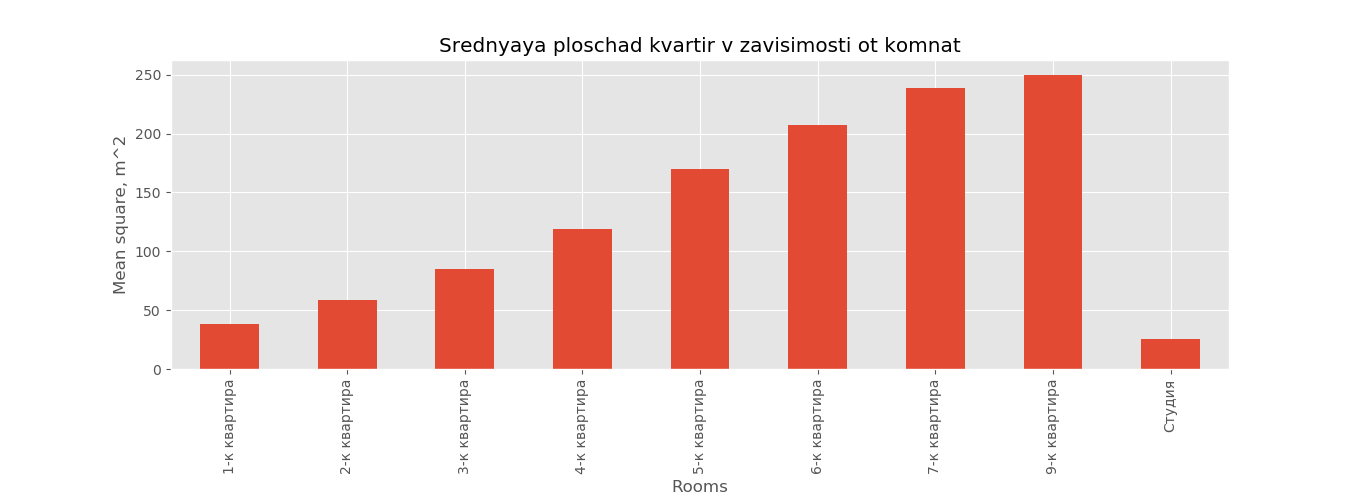 Srednyaya ploschad kvartir v zavisimosti ot komnat
Mean square, m^2
250
200
150
100
50
0
1-к квартира
2-к квартира
3-к квартира
4-к квартира
5-к квартира
6-к квартира
7-к квартира
9-к квартира
Студия
Rooms